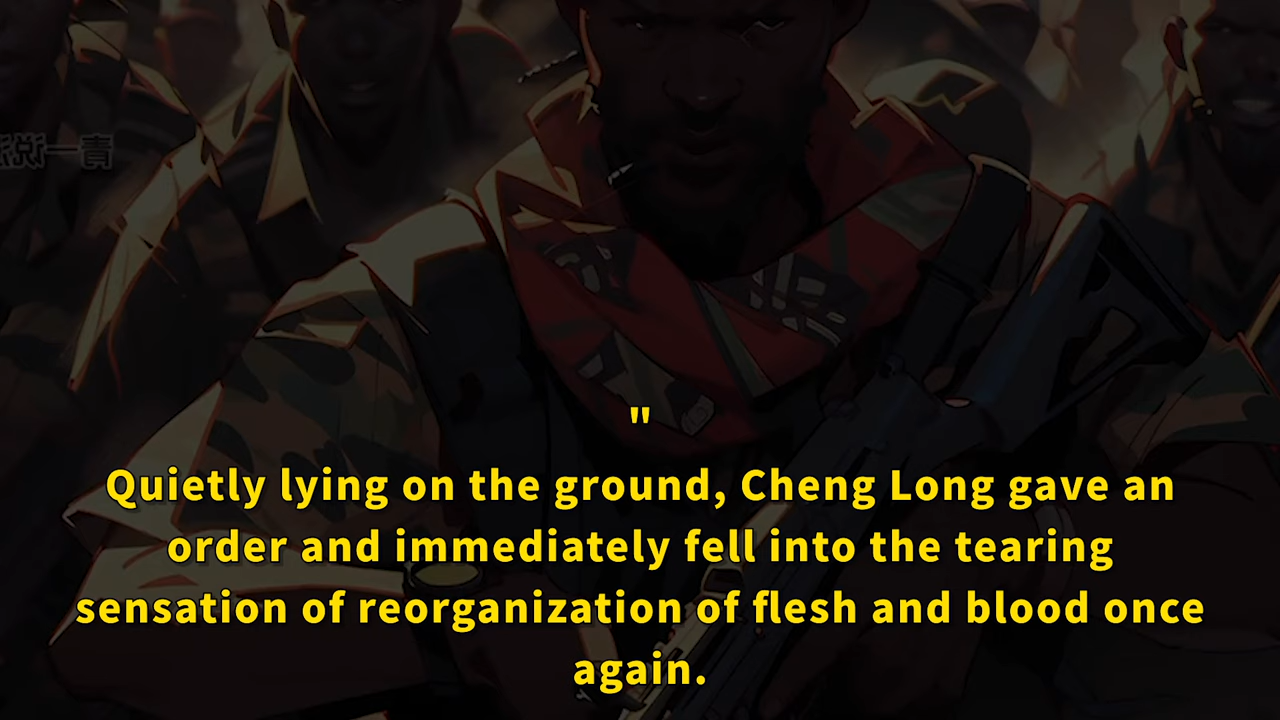 "
Quietly lying on the ground, Cheng Long gave an
order and immediately fell into the tearing
sensation of reorganization of flesh and blood once
again.